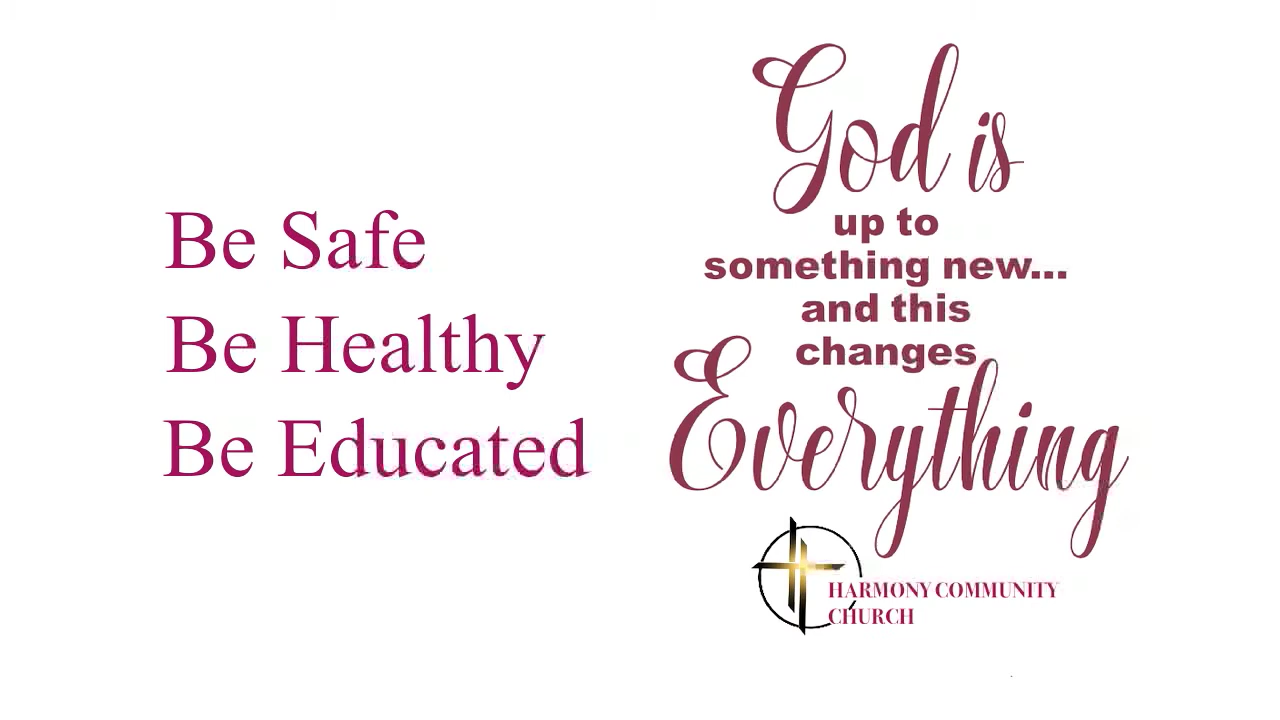 Be Safe
Be Healthy
Be Educated
God is
up to
something new...
and this
changes
Everything
HARMONY COMMUNITY
CHURCH